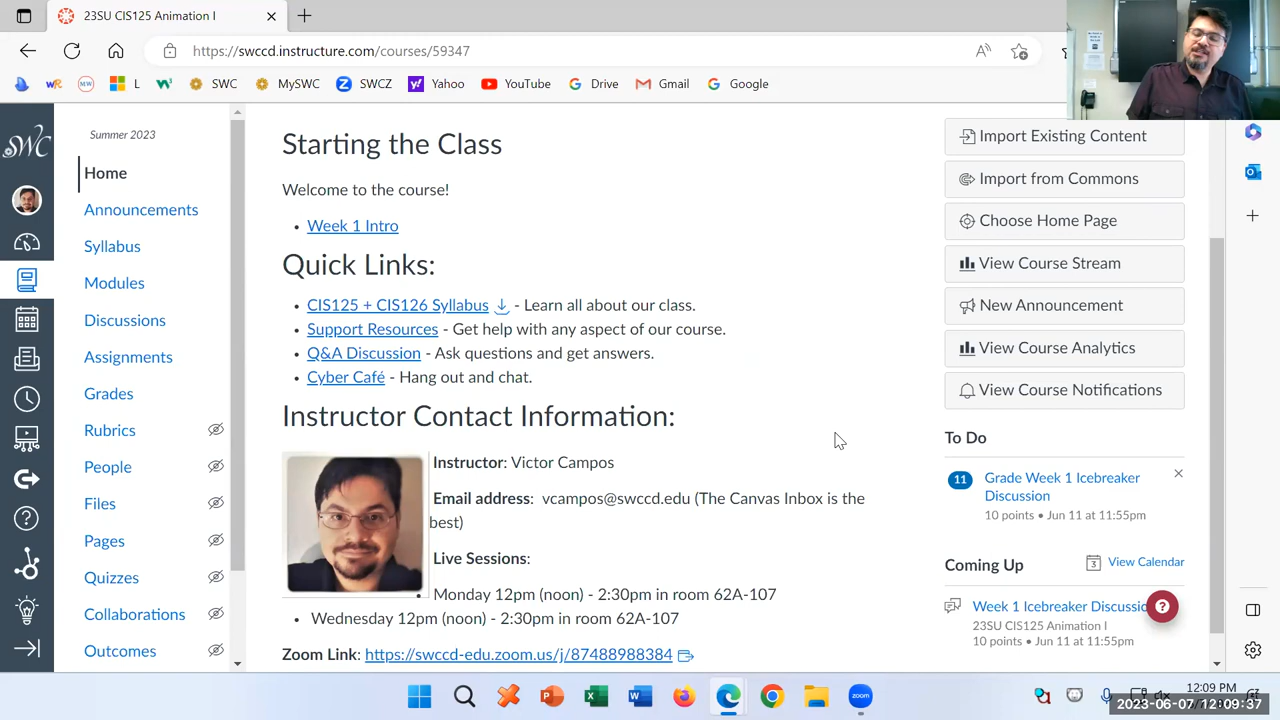 23SU CIS125 Animation I
https://swccd.instructure.com/courses/59347
L
SWC
MySWC
SWCZ
Yahoo
YouTube
Drive
Gmail
Google
SWC
Summer 2023
Home
Announcements
Syllabus
Modules
Discussions
Assignments
Grades
Rubrics
People
Files
Pages
Quizzes
Collaborations
Outcomes
Starting the Class
Welcome to the course!
• Week 1 Intro
Quick Links:
• CIS125 + CIS126 Syllabus - Learn all about our class.
• Support Resources - Get help with any aspect of our course.
• Q&A Discussion - Ask questions and get answers.
• Cyber Café - Hang out and chat.
Instructor Contact Information:
Instructor: Victor Campos
Email address: vcampos@swccd.edu (The Canvas Inbox is the
best)
Live Sessions:
• Monday 12pm (noon) - 2:30pm in room 62A-107
• Wednesday 12pm (noon) - 2:30pm in room 62A-107
Zoom Link: https://swccd-edu.zoom.us/j/87488988384
Import Existing Content
Import from Commons
Choose Home Page
View Course Stream
New Announcement
View Course Analytics
View Course Notifications
To Do
11
Grade Week 1 Icebreaker
Discussion
10 points • Jun 11 at 11:55pm
Coming Up
3 View Calendar
Week 1 Icebreaker Discussio
23SU CIS125 Animation I
10 points • Jun 11 at 11:55pm
zoom
12:09 PM
2023-06-07 12:09:37